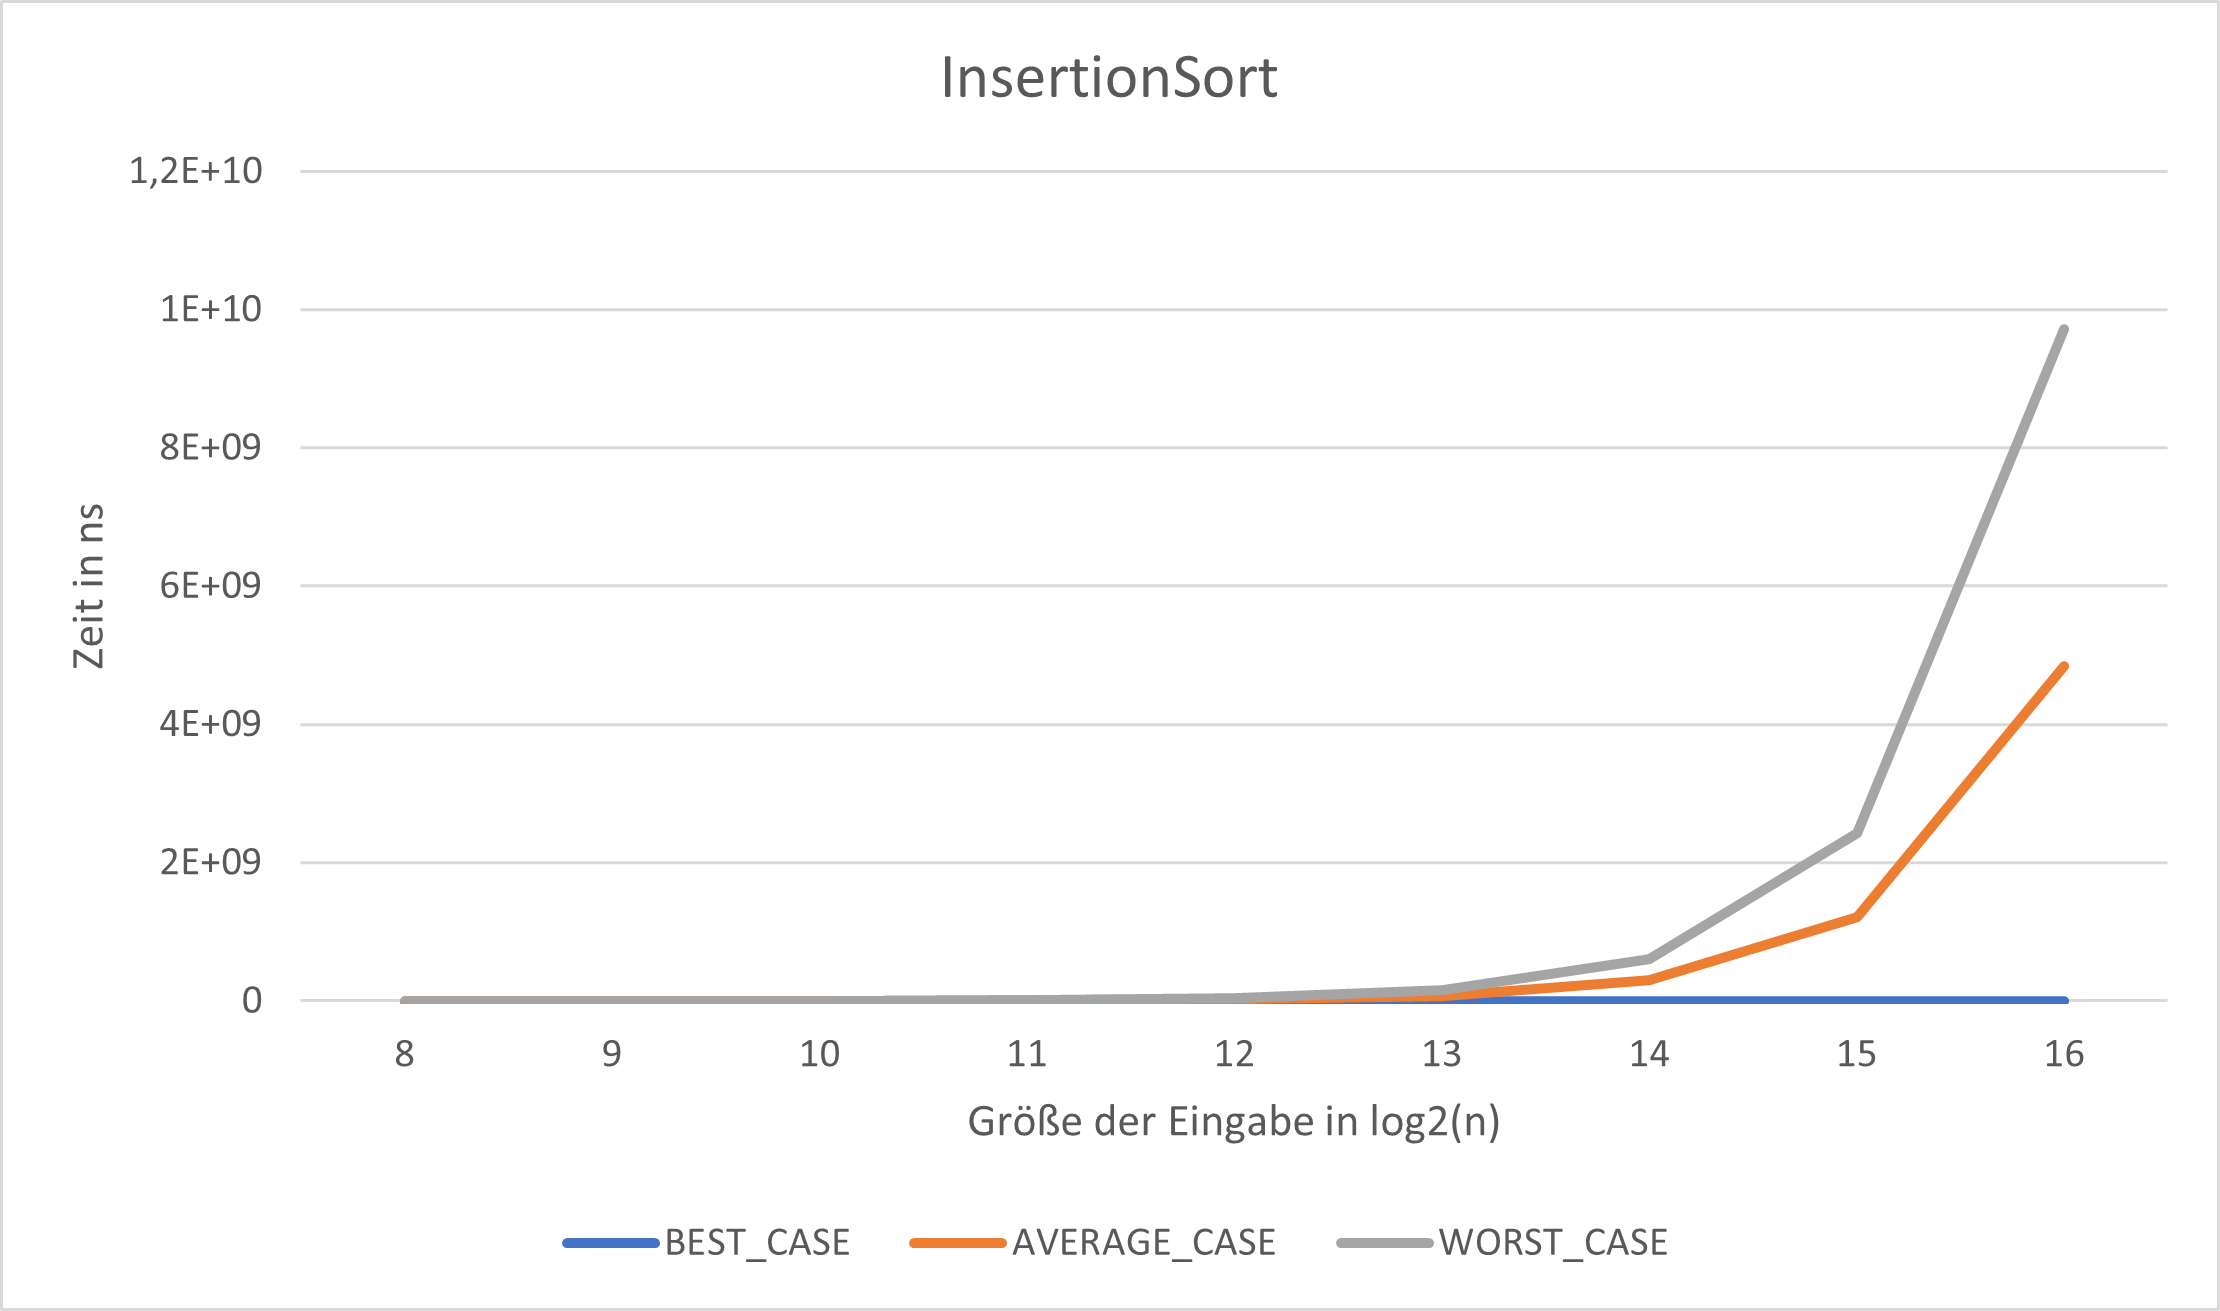 InsertionSort
1,2E+10
1E+10
8E+09
6E+09
4E+09
2E+09
0
Zeit in ns
8 9 10 11 12 13 14 15 16
Größe der Eingabe in log2(n)
BEST_CASE AVERAGE_CASE WORST_CASE